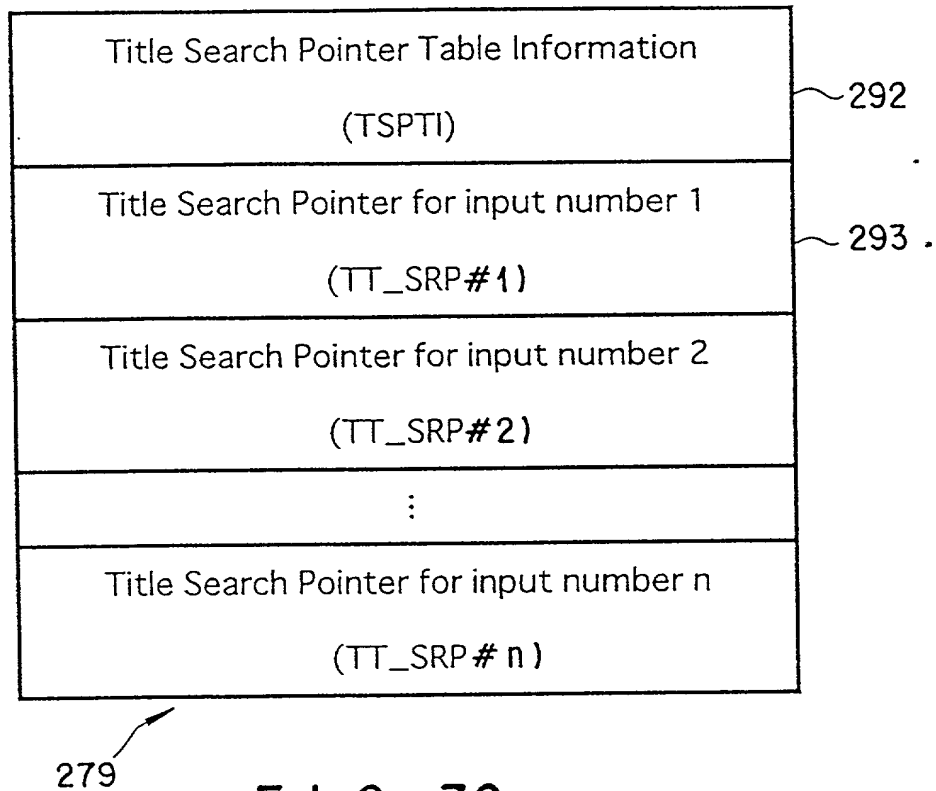 Title Search Pointer Table Information
(TSPTI)
292
Title Search Pointer for input number 1
(TT_SRP#1)
293
Title Search Pointer for input number 2
(TT_SRP#2)
⋮
Title Search Pointer for input number n
(TT_SRP#n)
279